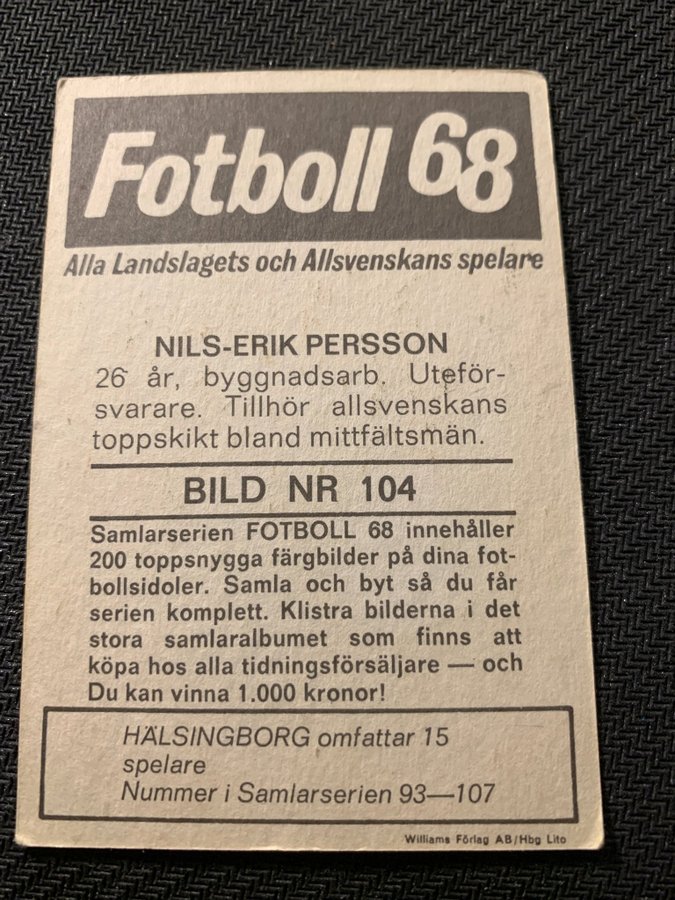 Fotboll 68
Alla Landslagets och Allsvenskans spelare
NILS-ERIK PERSSON
26 år, byggnadsarb. Uteför-
svarare. Tillhör allsvenskans
toppskikt bland mittfältsmän.
BILD NR 104
Samlarserien FOTBOLL 68 innehåller
200 toppsnygga färgbilder på dina fot-
bollsidoler. Samla och byt så du får
serien komplett. Klistra bilderna i det
stora samlaralbumet som finns att
köpa hos alla tidningsförsäljare — och
Du kan vinna 1.000 kronor!
HÄLSINGBORG omfattar 15
spelare
Nummer i Samlarserien 93—107
Williams Förlag AB/Hbg Lito